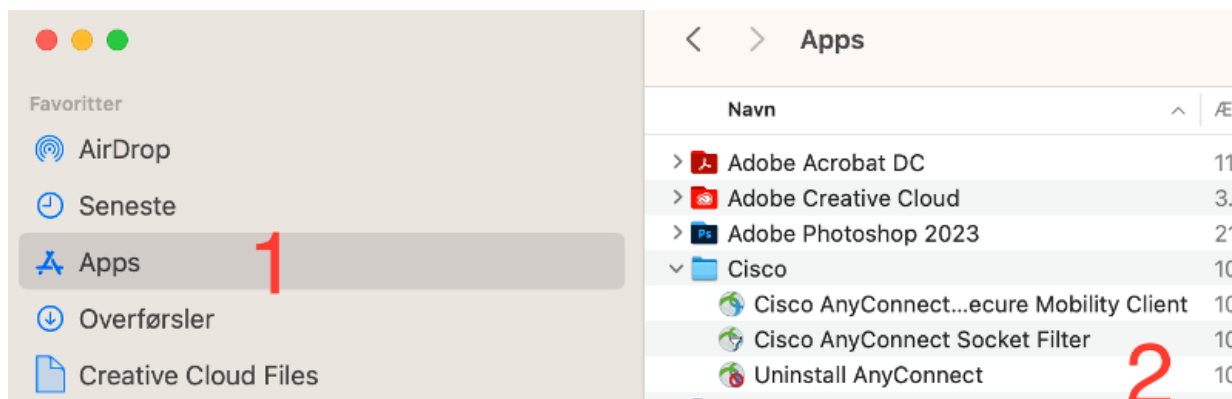 Favoritter
AirDrop
Seneste
Apps
1
Overførsler
Creative Cloud Files
Apps
Navn
Adobe Acrobat DC
Adobe Creative Cloud
Ps Adobe Photoshop 2023
Cisco
Cisco AnyConnect...ecure Mobility Client
Cisco AnyConnect Socket Filter
Uninstall AnyConnect
2